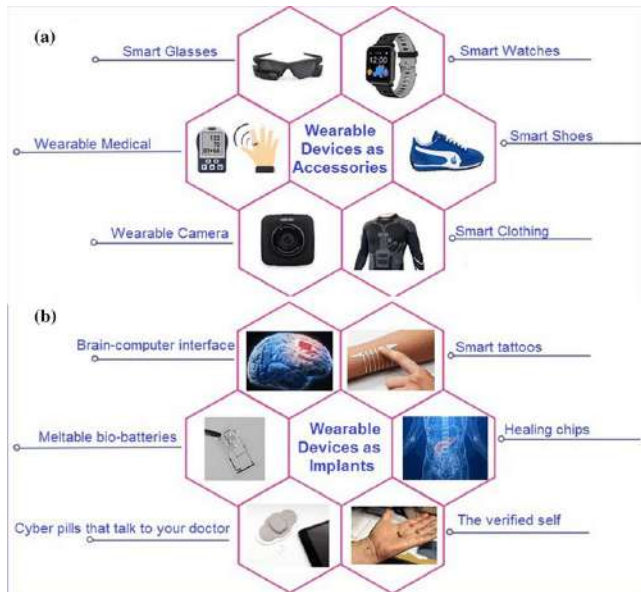 (a)
Smart Glasses
Smart Watches
Wearable Medical
Wearable
Devices as
Accessories
Smart Shoes
Wearable Camera
Smart Clothing
(b)
Brain-computer interface
Smart tattoos
Meltable bio-batteries
Wearable
Devices as
Implants
Healing chips
Cyber pills that talk to your doctor
The verified self